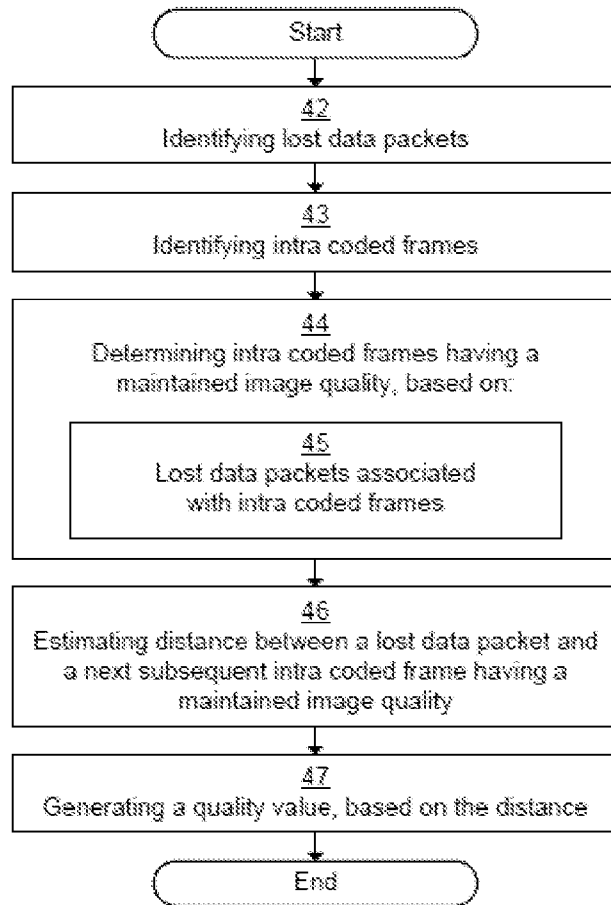 Start
42
Identifying lost data packets
43
Identifying intra coded frames
44
Determining intra coded frames having a
maintained image quality, based on:
45
Lost data packets associated
with intra coded frames
46
Estimating distance between a lost data packet and
a next subsequent intra coded frame having a
maintained image quality
47
Generating a quality value, based on the distance
End